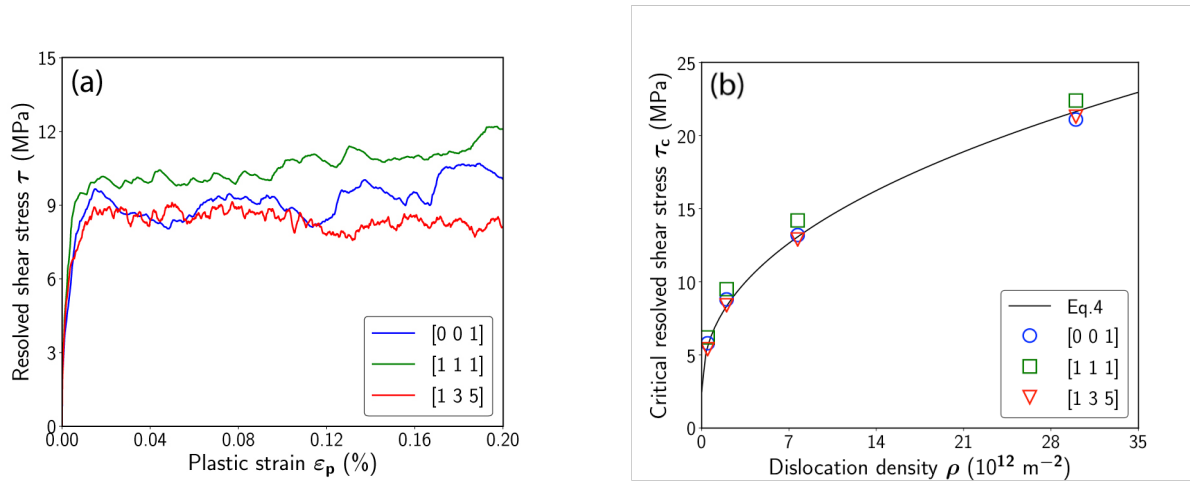 (a)
15
12
9
6
3
0
Resolved shear stress τ (MPa)
[0 0 1]
[1 1 1]
[1 3 5]
0.00 0.04 0.08 0.12 0.16 0.20
Plastic strain εp (%)
(b)
25
20
15
10
5
0
Critical resolved shear stress τc (MPa)
Eq.4
[0 0 1]
[1 1 1]
[1 3 5]
0 7 14 21 28 35
Dislocation density ρ (10¹² m⁻²)